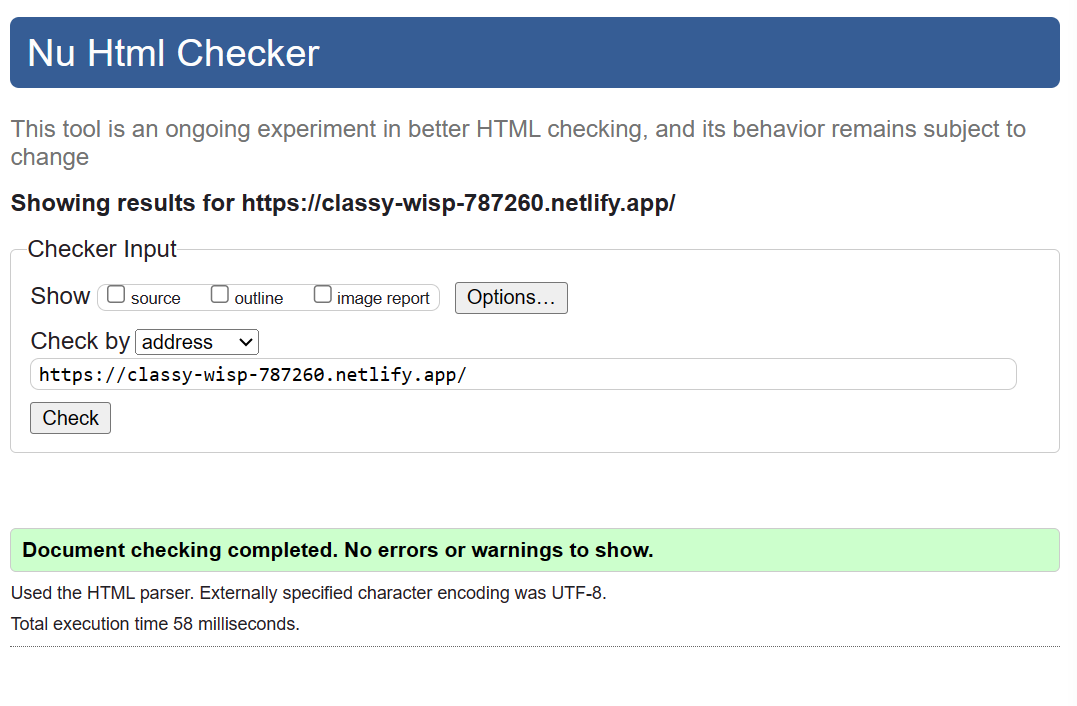 Nu Html Checker
This tool is an ongoing experiment in better HTML checking, and its behavior remains subject to
change
Showing results for https://classy-wisp-787260.netlify.app/
Checker Input
Show source outline image report Options...
Check by address
https://classy-wisp-787260.netlify.app/
Check
Document checking completed. No errors or warnings to show.
Used the HTML parser. Externally specified character encoding was UTF-8.
Total execution time 58 milliseconds.